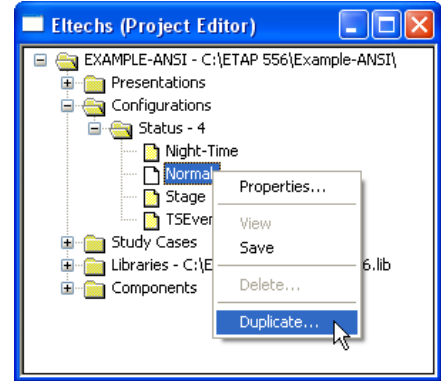 Eltechs (Project Editor)
EXAMPLE-ANSI - C:\ETAP 556\Example-ANSI\
Presentations
Configurations
Status - 4
Night-Time
Normal
Stage
TSEver
Study Cases
Libraries - C:\E 6.lib
Components
Properties...
View
Save
Delete...
Duplicate...